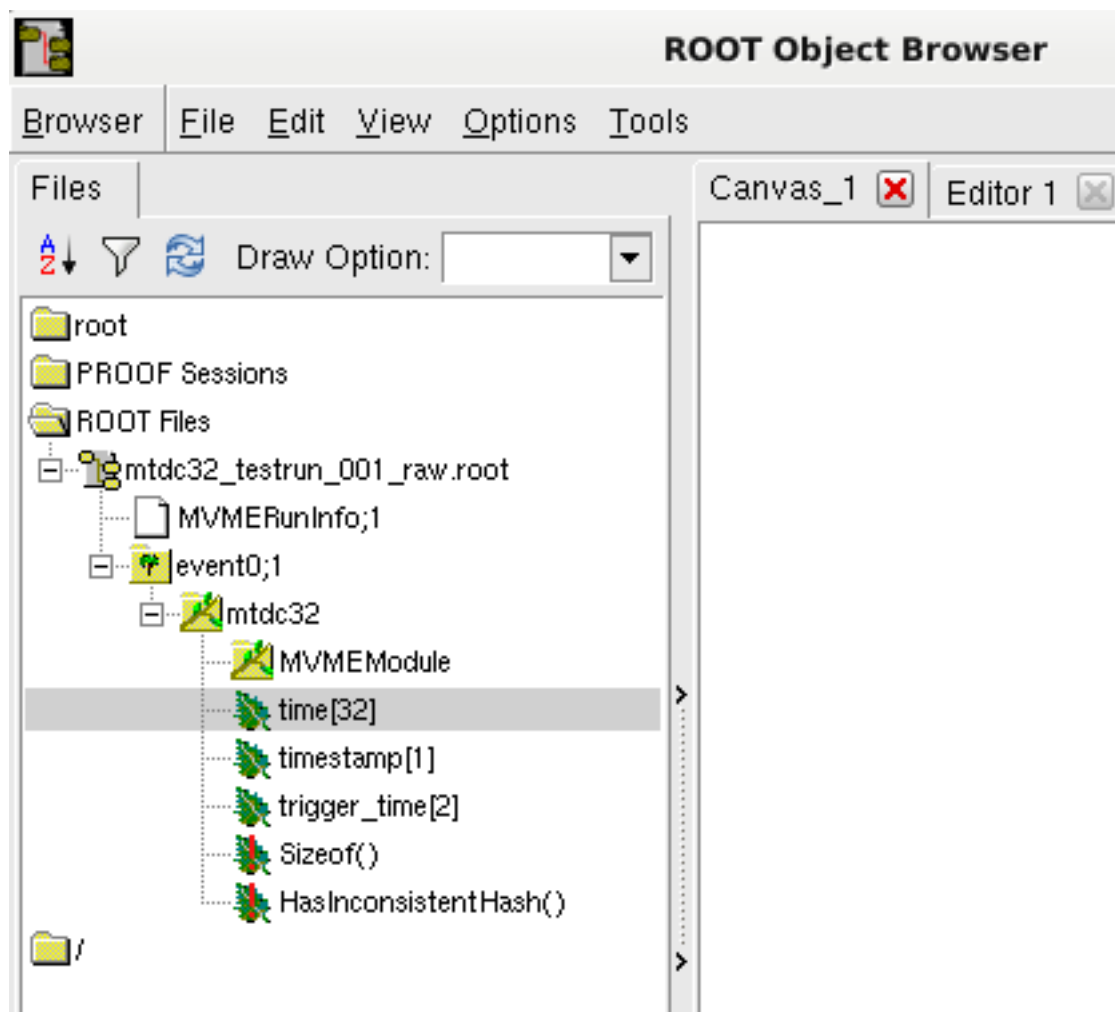 ROOT Object Browser
Browser File Edit View Options Tools
Files
Canvas_1 Editor 1
Draw Option:
root
PROOF Sessions
ROOT Files
mtdc32_testrun_001_raw.root
MVMERunInfo;1
event0;1
mtdc32
MVMEModule
time[32]
timestamp[1]
trigger_time[2]
Sizeof()
HasInconsistentHash()
/